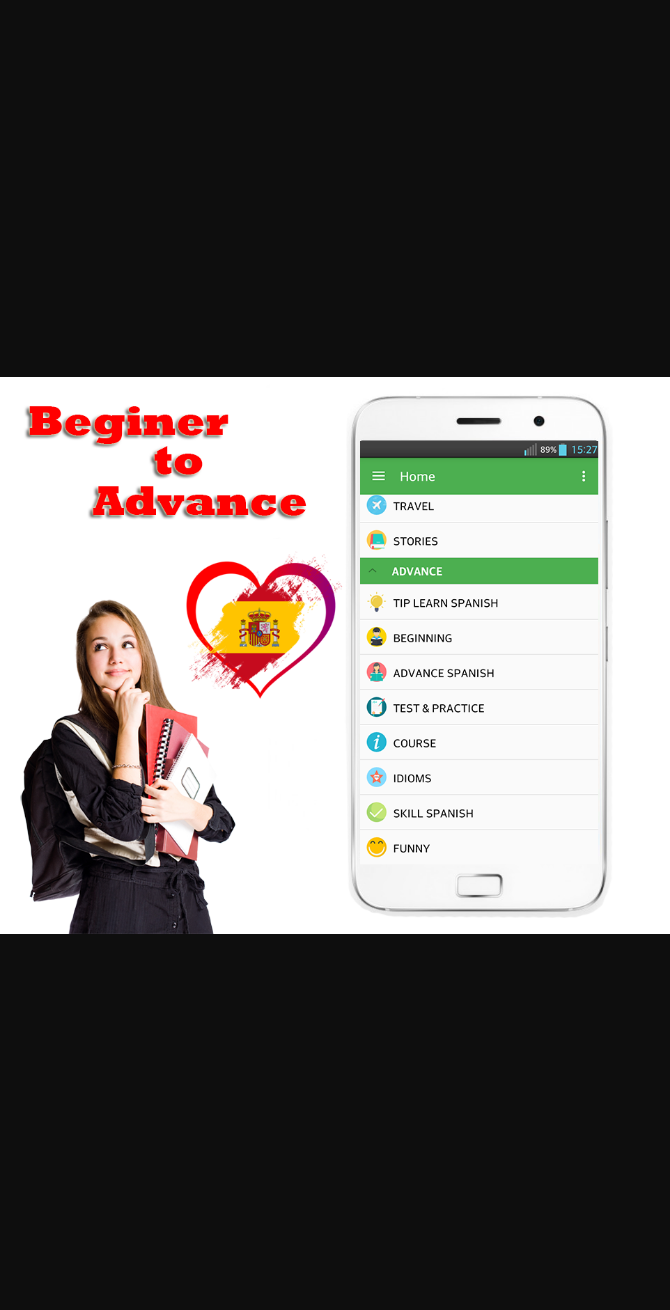 Beginer
to
Advance
89% 15:27
Home
TRAVEL
STORIES
ADVANCE
TIP LEARN SPANISH
BEGINNING
ADVANCE SPANISH
TEST & PRACTICE
COURSE
IDIOMS
SKILL SPANISH
FUNNY